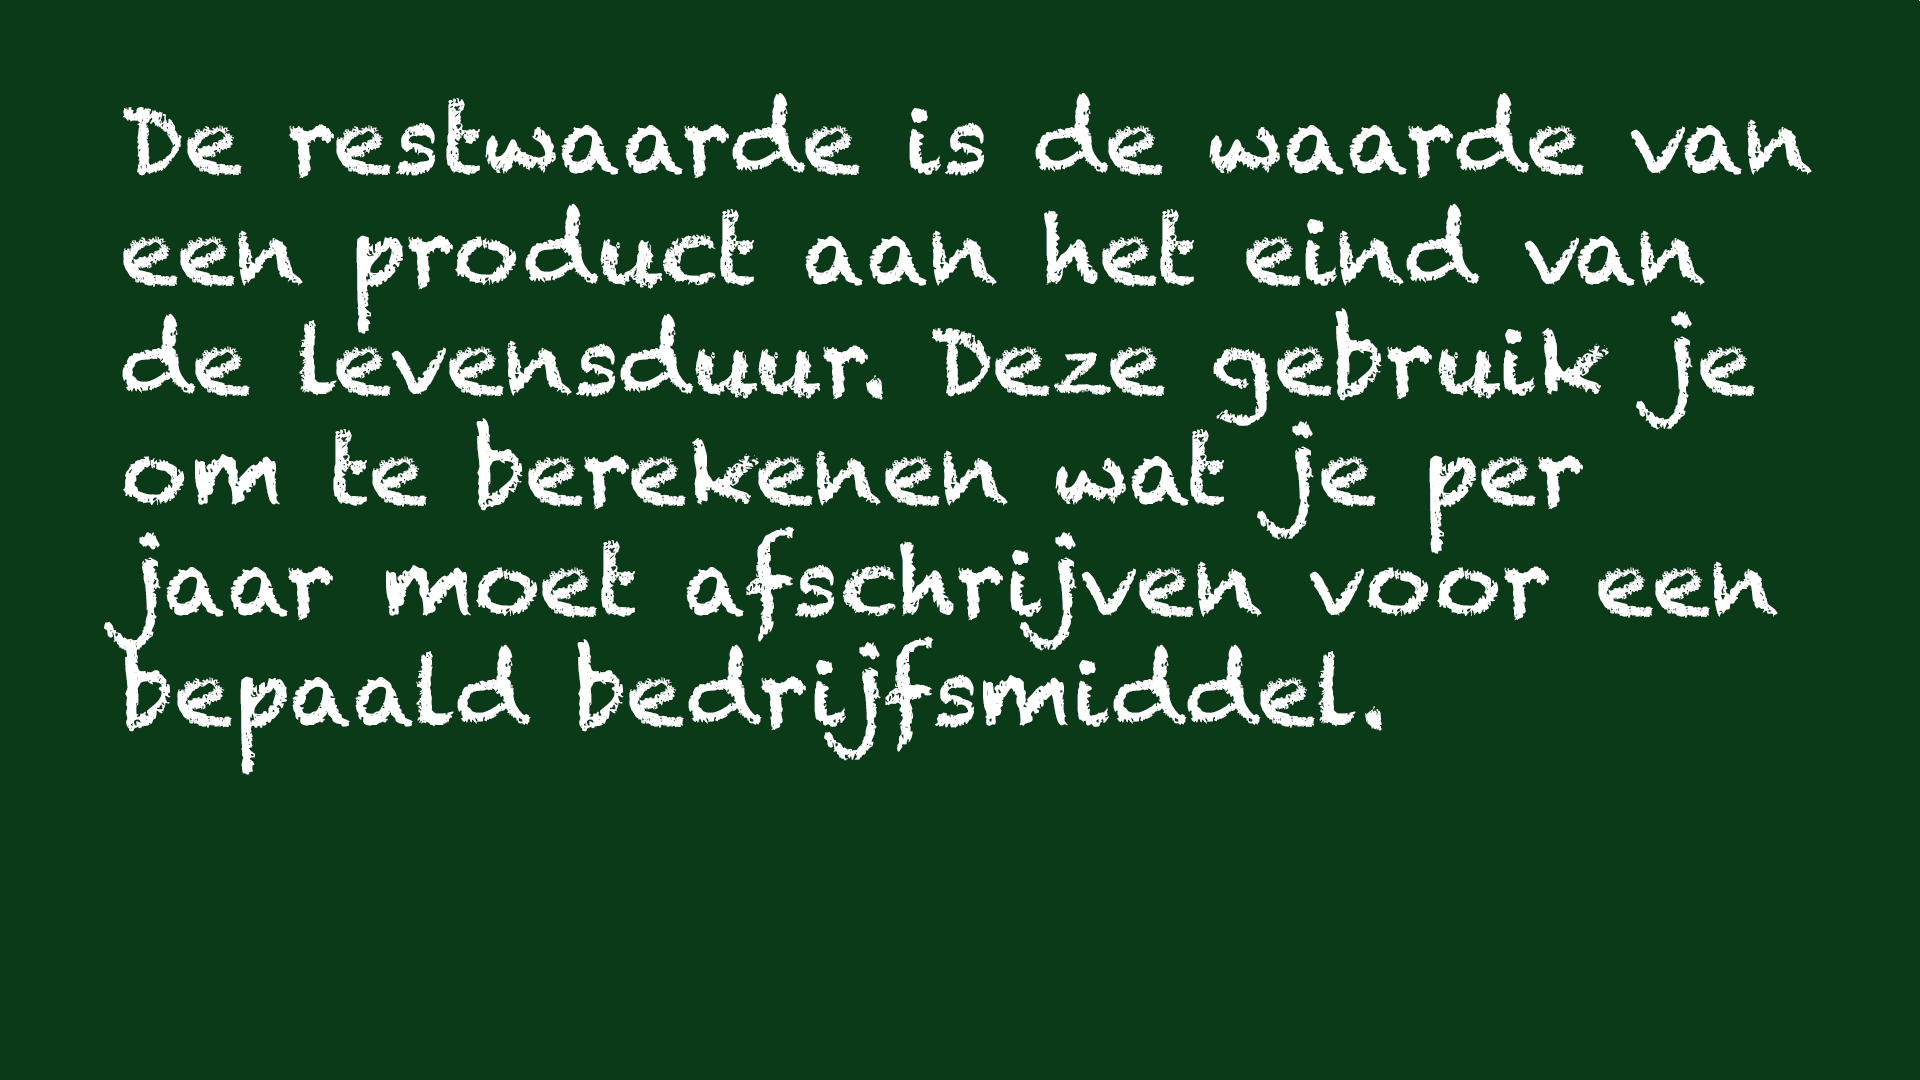 De restwaarde is de waarde van
een product aan het eind van
de levensduur. Deze gebruik je
om te berekenen wat je per
jaar moet afschrijven voor een
bepaald bedrijfsmiddel.